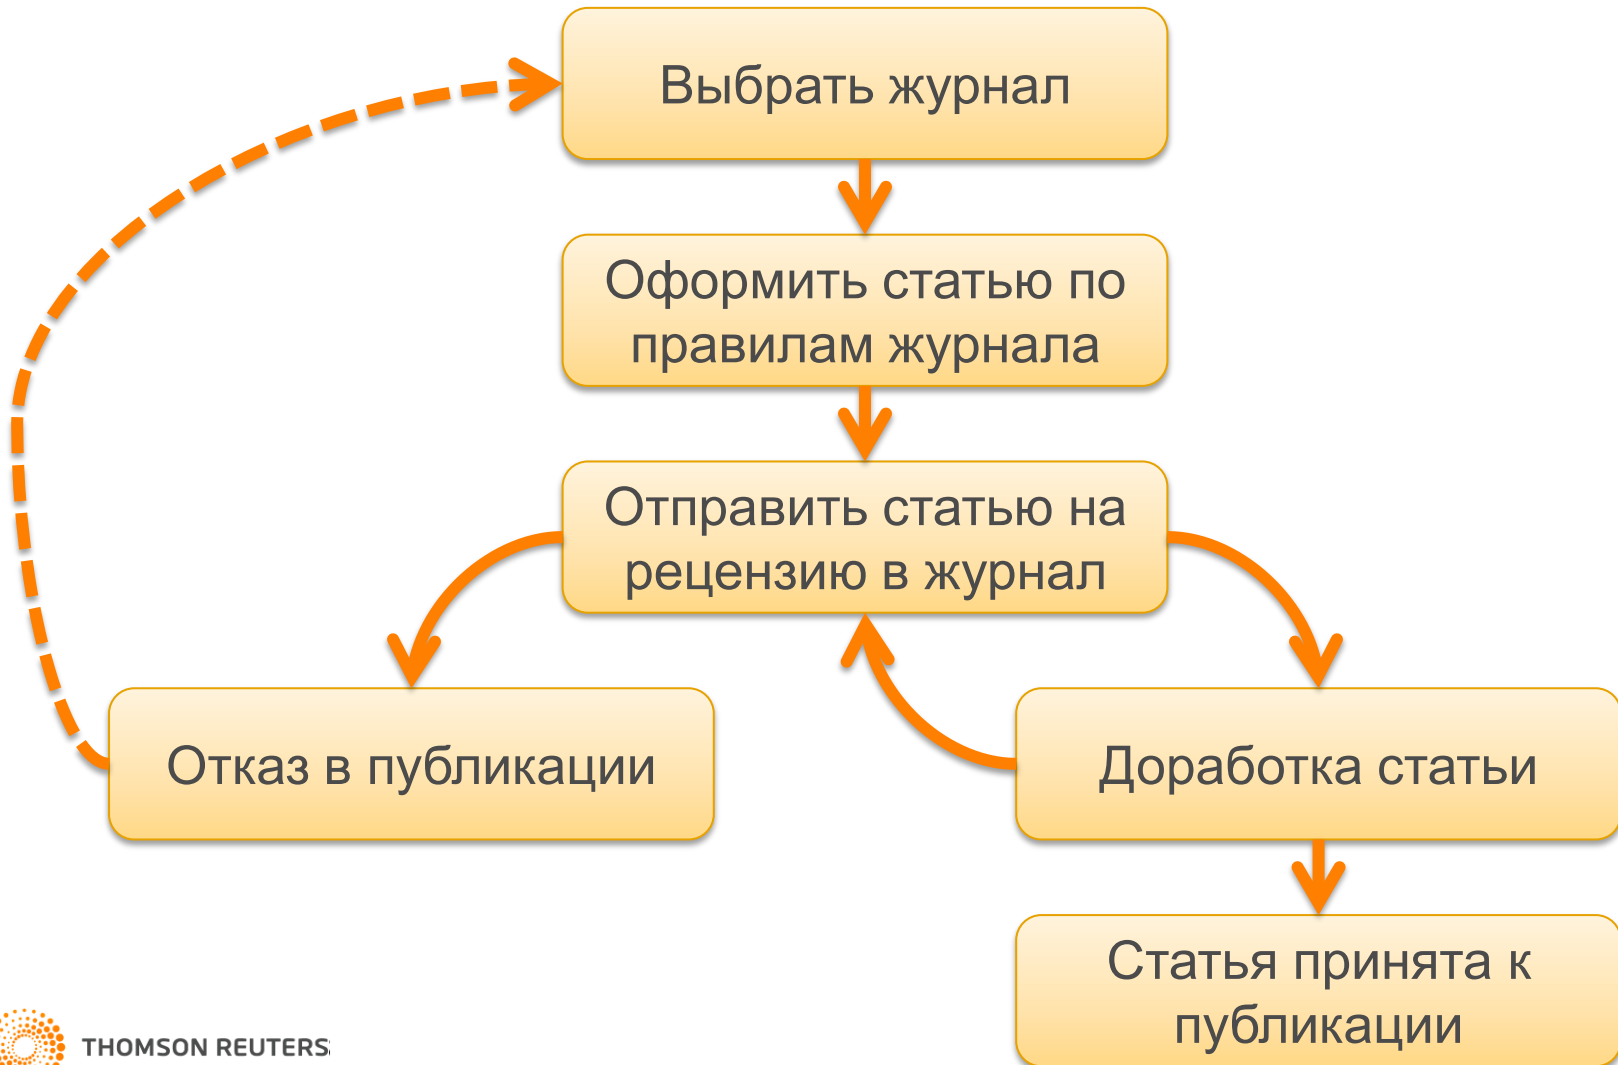 Выбрать журнал
Оформить статью по
правилам журнала
Отправить статью на
рецензию в журнал
Отказ в публикации
Доработка статьи
Статья принята к
публикации
THOMSON REUTERS